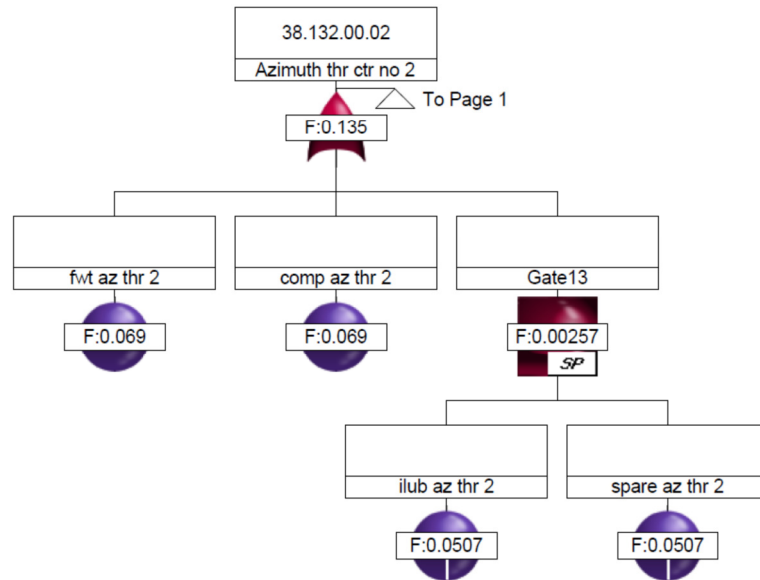 38.132.00.02
Azimuth thr ctr no 2
To Page 1
F:0.135
fwt az thr 2
comp az thr 2
Gate13
F:0.069
F:0.069
F:0.00257
SP
ilub az thr 2
spare az thr 2
F:0.0507
F:0.0507